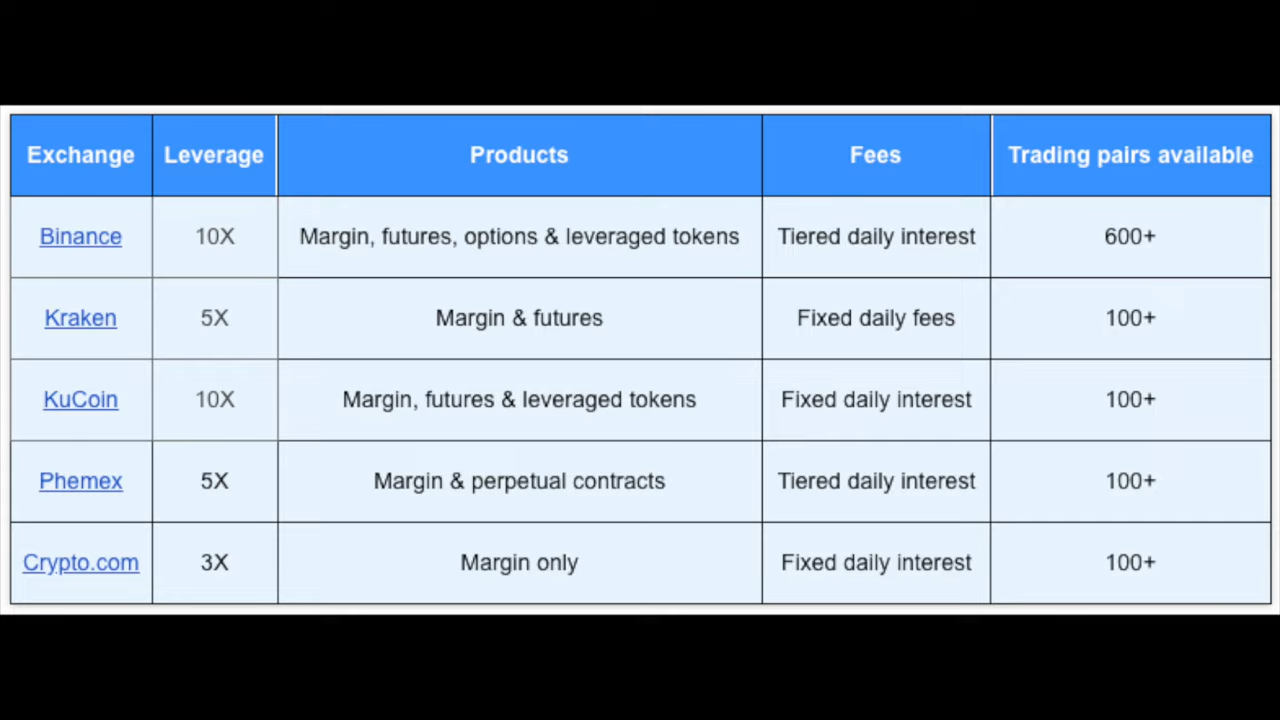 Exchange Leverage Products Fees Trading pairs available
Binance 10X Margin, futures, options & leveraged tokens Tiered daily interest 600+
Kraken 5X Margin & futures Fixed daily fees 100+
KuCoin 10X Margin, futures & leveraged tokens Fixed daily interest 100+
Phemex 5X Margin & perpetual contracts Tiered daily interest 100+
Crypto.com 3X Margin only Fixed daily interest 100+